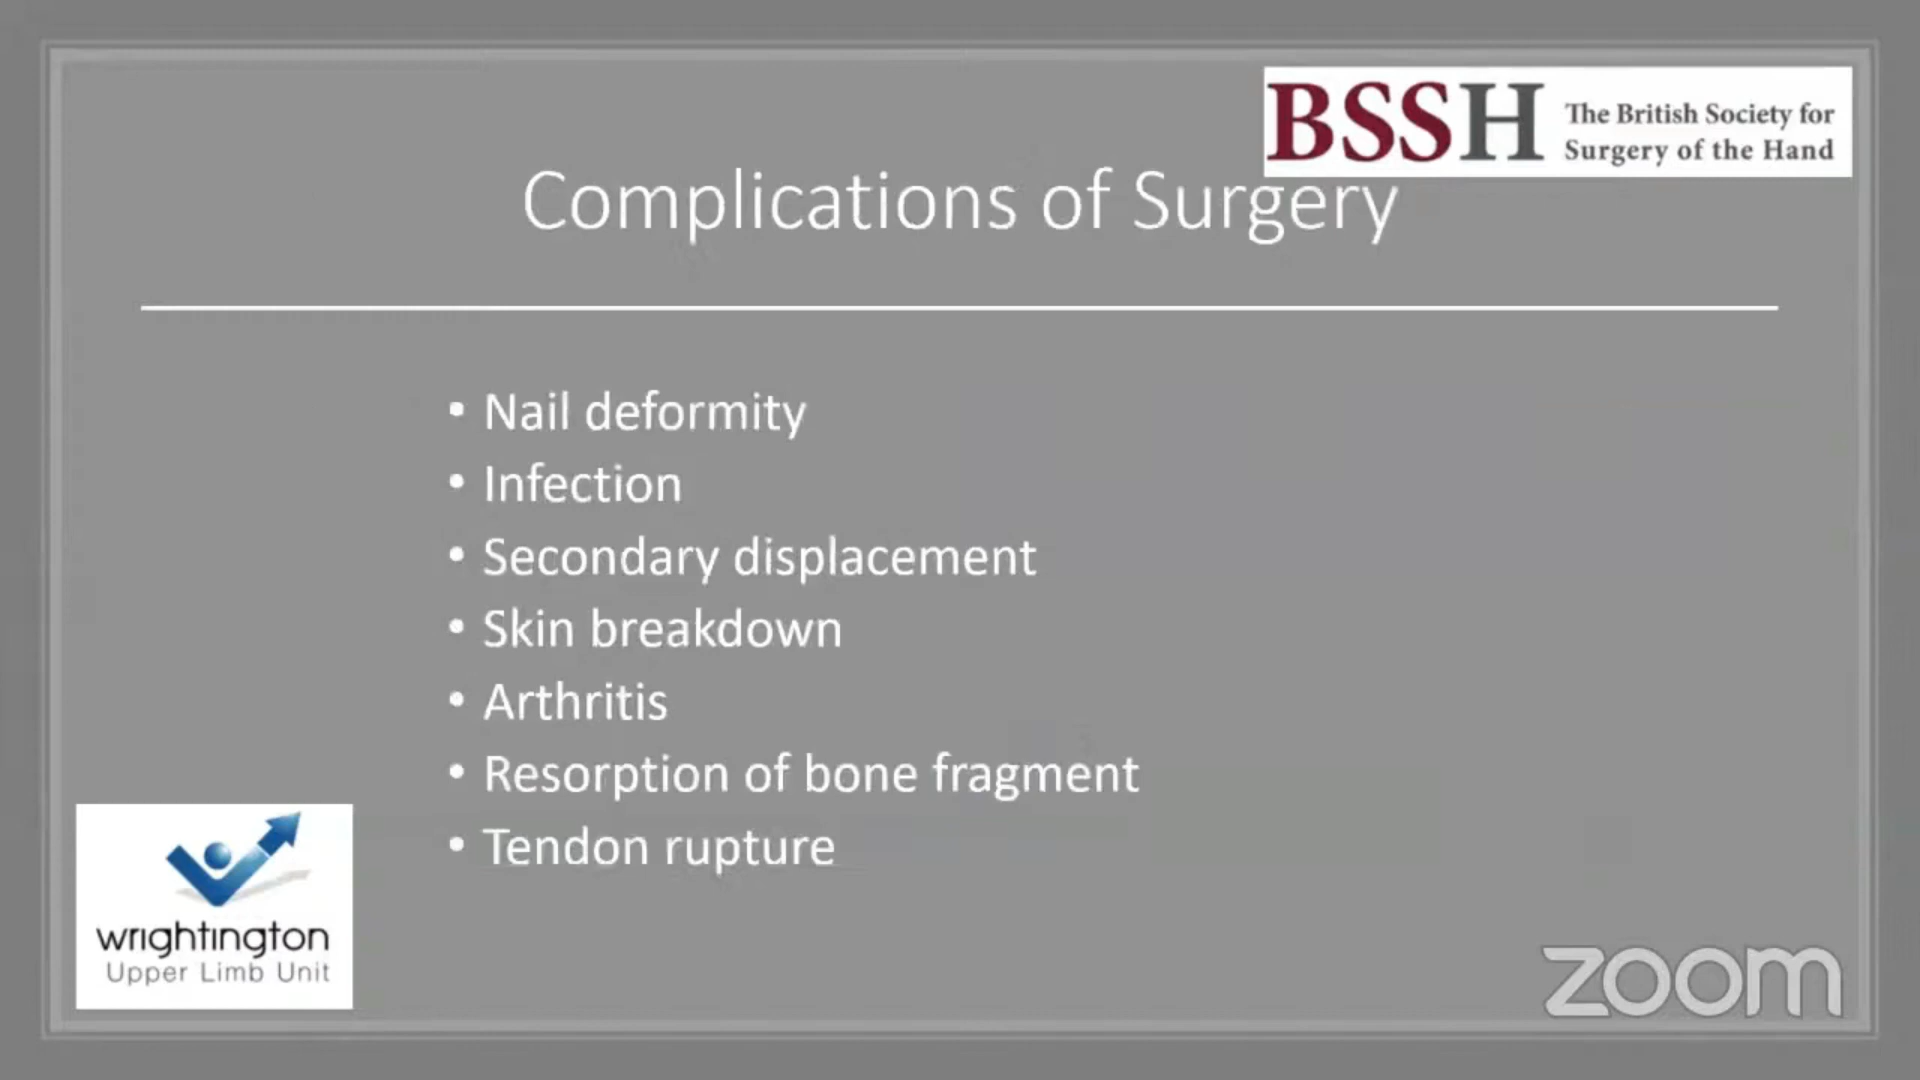 BSSH The British Society for
Surgery of the Hand
Complications of Surgery
• Nail deformity
• Infection
• Secondary displacement
• Skin breakdown
• Arthritis
• Resorption of bone fragment
• Tendon rupture
wrightington
Upper Limb Unit
zoom